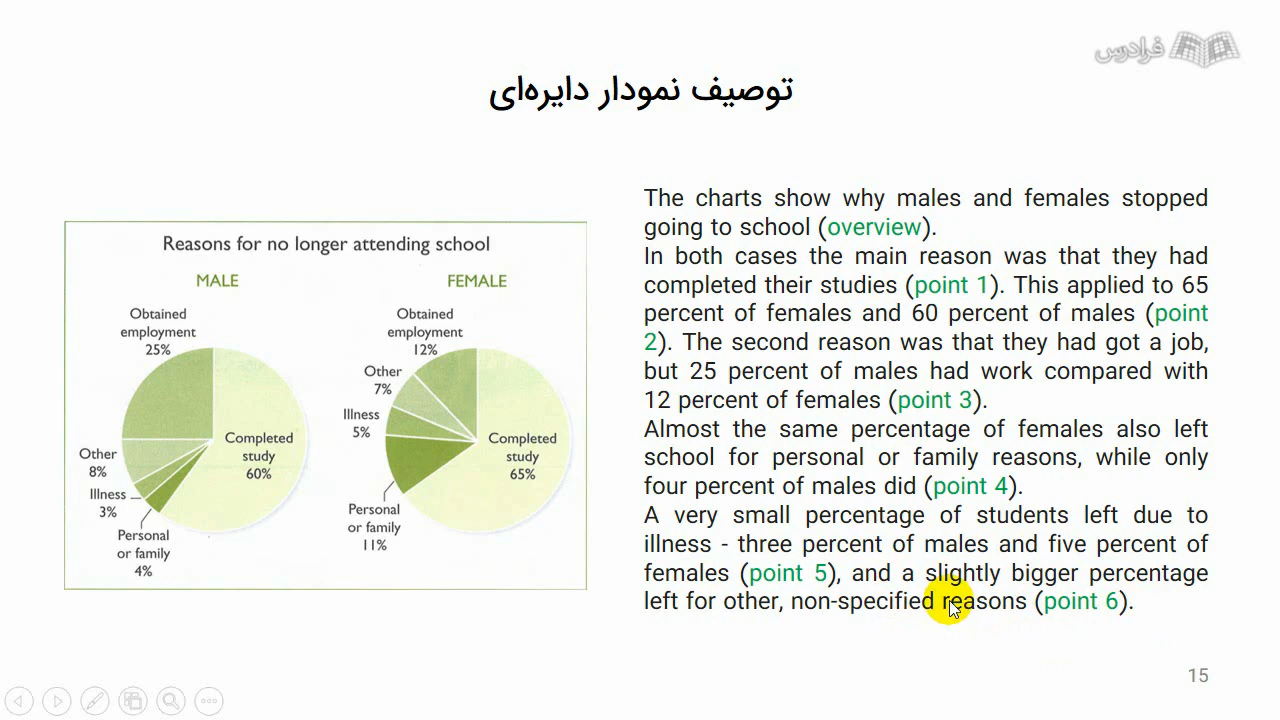 فرادرس
توصیف نمودار دایره‌ای
Reasons for no longer attending school
MALE
Obtained
employment
25%
Other
8%
Illness
3%
Personal
or family
4%
Completed
study
60%
FEMALE
Obtained
employment
12%
Other
7%
Illness
5%
Personal
or family
11%
Completed
study
65%
The charts show why males and females stopped
going to school (overview).
In both cases the main reason was that they had
completed their studies (point 1). This applied to 65
percent of females and 60 percent of males (point
2). The second reason was that they had got a job,
but 25 percent of males had work compared with
12 percent of females (point 3).
Almost the same percentage of females also left
school for personal or family reasons, while only
four percent of males did (point 4).
A very small percentage of students left due to
illness - three percent of males and five percent of
females (point 5), and a slightly bigger percentage
left for other, non-specified reasons (point 6).
15